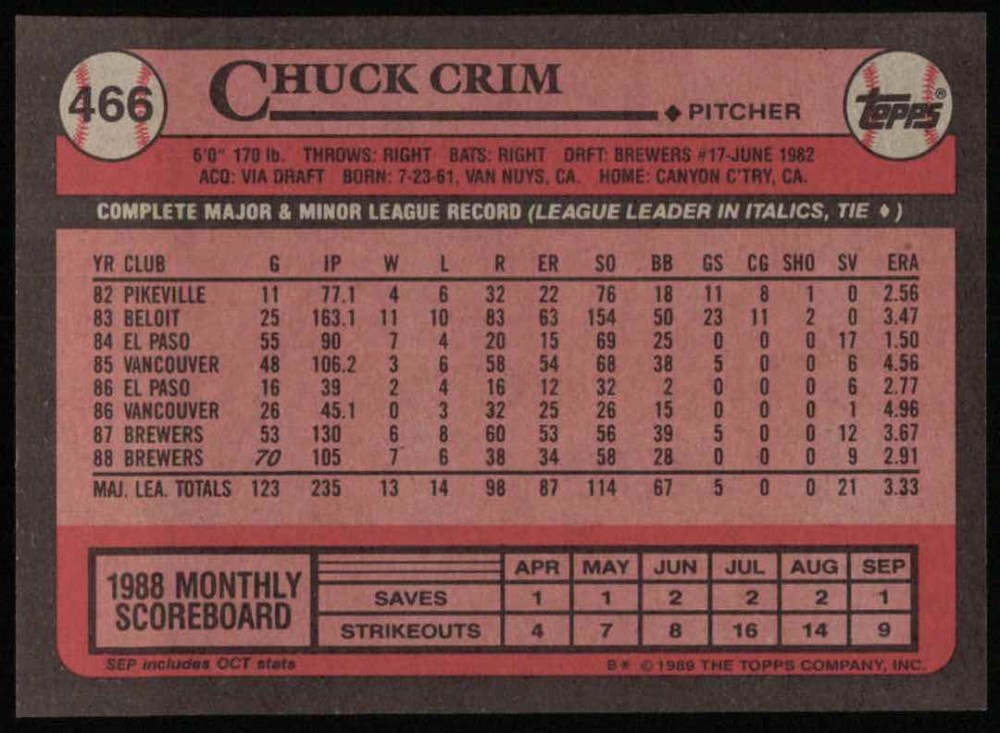 466
CHUCK CRIM
◆ PITCHER
Topps®
6'0" 170 lb. THROWS: RIGHT BATS: RIGHT DRFT: BREWERS #17-JUNE 1982
ACQ: VIA DRAFT BORN: 7-23-61, VAN NUYS, CA. HOME: CANYON C'TRY, CA.
COMPLETE MAJOR & MINOR LEAGUE RECORD (LEAGUE LEADER IN ITALICS, TIE ♦)
YR CLUB G IP W L R ER SO BB GS CG SHO SV ERA
82 PIKEVILLE 11 77.1 4 6 32 22 76 18 11 8 1 0 2.56
83 BELOIT 25 163.1 11 10 83 63 154 50 23 11 2 0 3.47
84 EL PASO 55 90 7 4 20 15 69 25 0 0 0 17 1.50
85 VANCOUVER 48 106.2 3 6 58 54 68 38 5 0 0 6 4.56
86 EL PASO 16 39 2 4 16 12 32 2 0 0 0 6 2.77
86 VANCOUVER 26 45.1 0 3 32 25 26 15 0 0 0 1 4.96
87 BREWERS 53 130 6 8 60 53 56 39 5 0 0 12 3.67
88 BREWERS 70 105 7 6 38 34 58 28 0 0 0 9 2.91
MAJ. LEA. TOTALS 123 235 13 14 98 87 114 67 5 0 0 21 3.33
1988 MONTHLY
SCOREBOARD
APR MAY JUN JUL AUG SEP
SAVES 1 1 2 2 2 1
STRIKEOUTS 4 7 8 16 14 9
SEP includes OCT stats
B* © 1989 THE TOPPS COMPANY, INC.